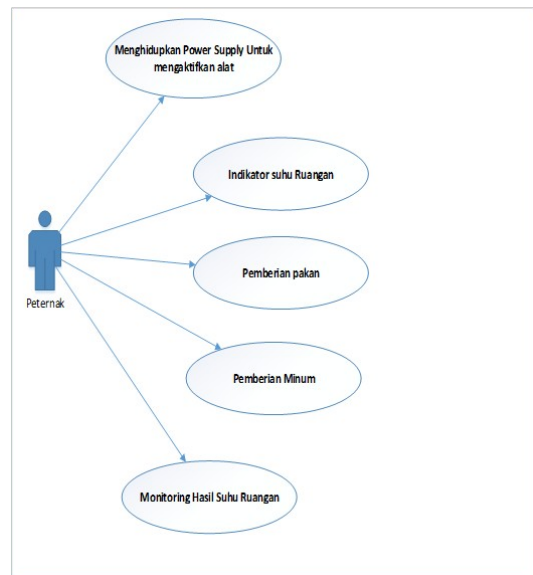 Menghidupkan Power Supply Untuk
mengaktifkan alat
Indikator suhu Ruangan
Pemberian pakan
Peternak
Pemberian Minum
Monitoring Hasil Suhu Ruangan